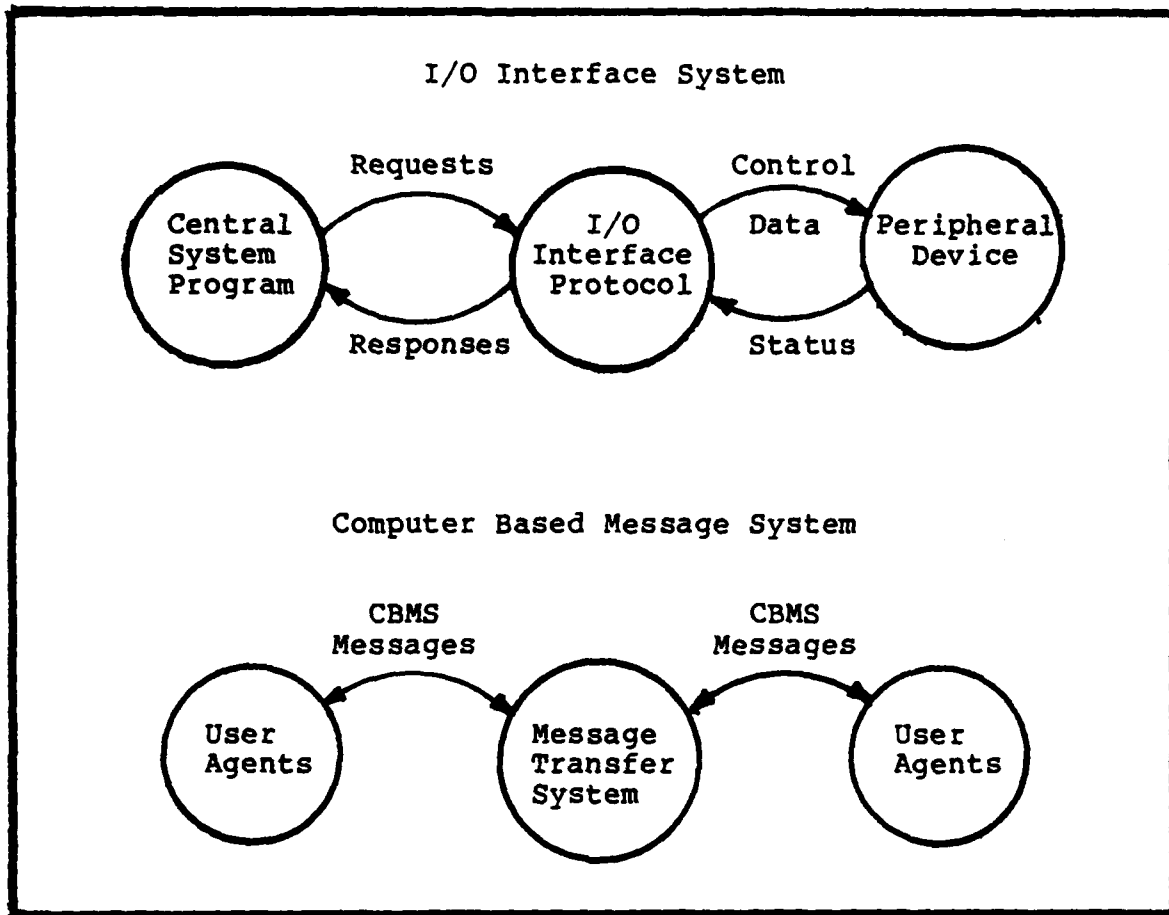 I/O Interface System
Requests
Control
Central
System
Program
I/O
Interface
Protocol
Data
Peripheral
Device
Responses
Status
Computer Based Message System
CBMS
Messages
CBMS
Messages
User
Agents
Message
Transfer
System
User
Agents